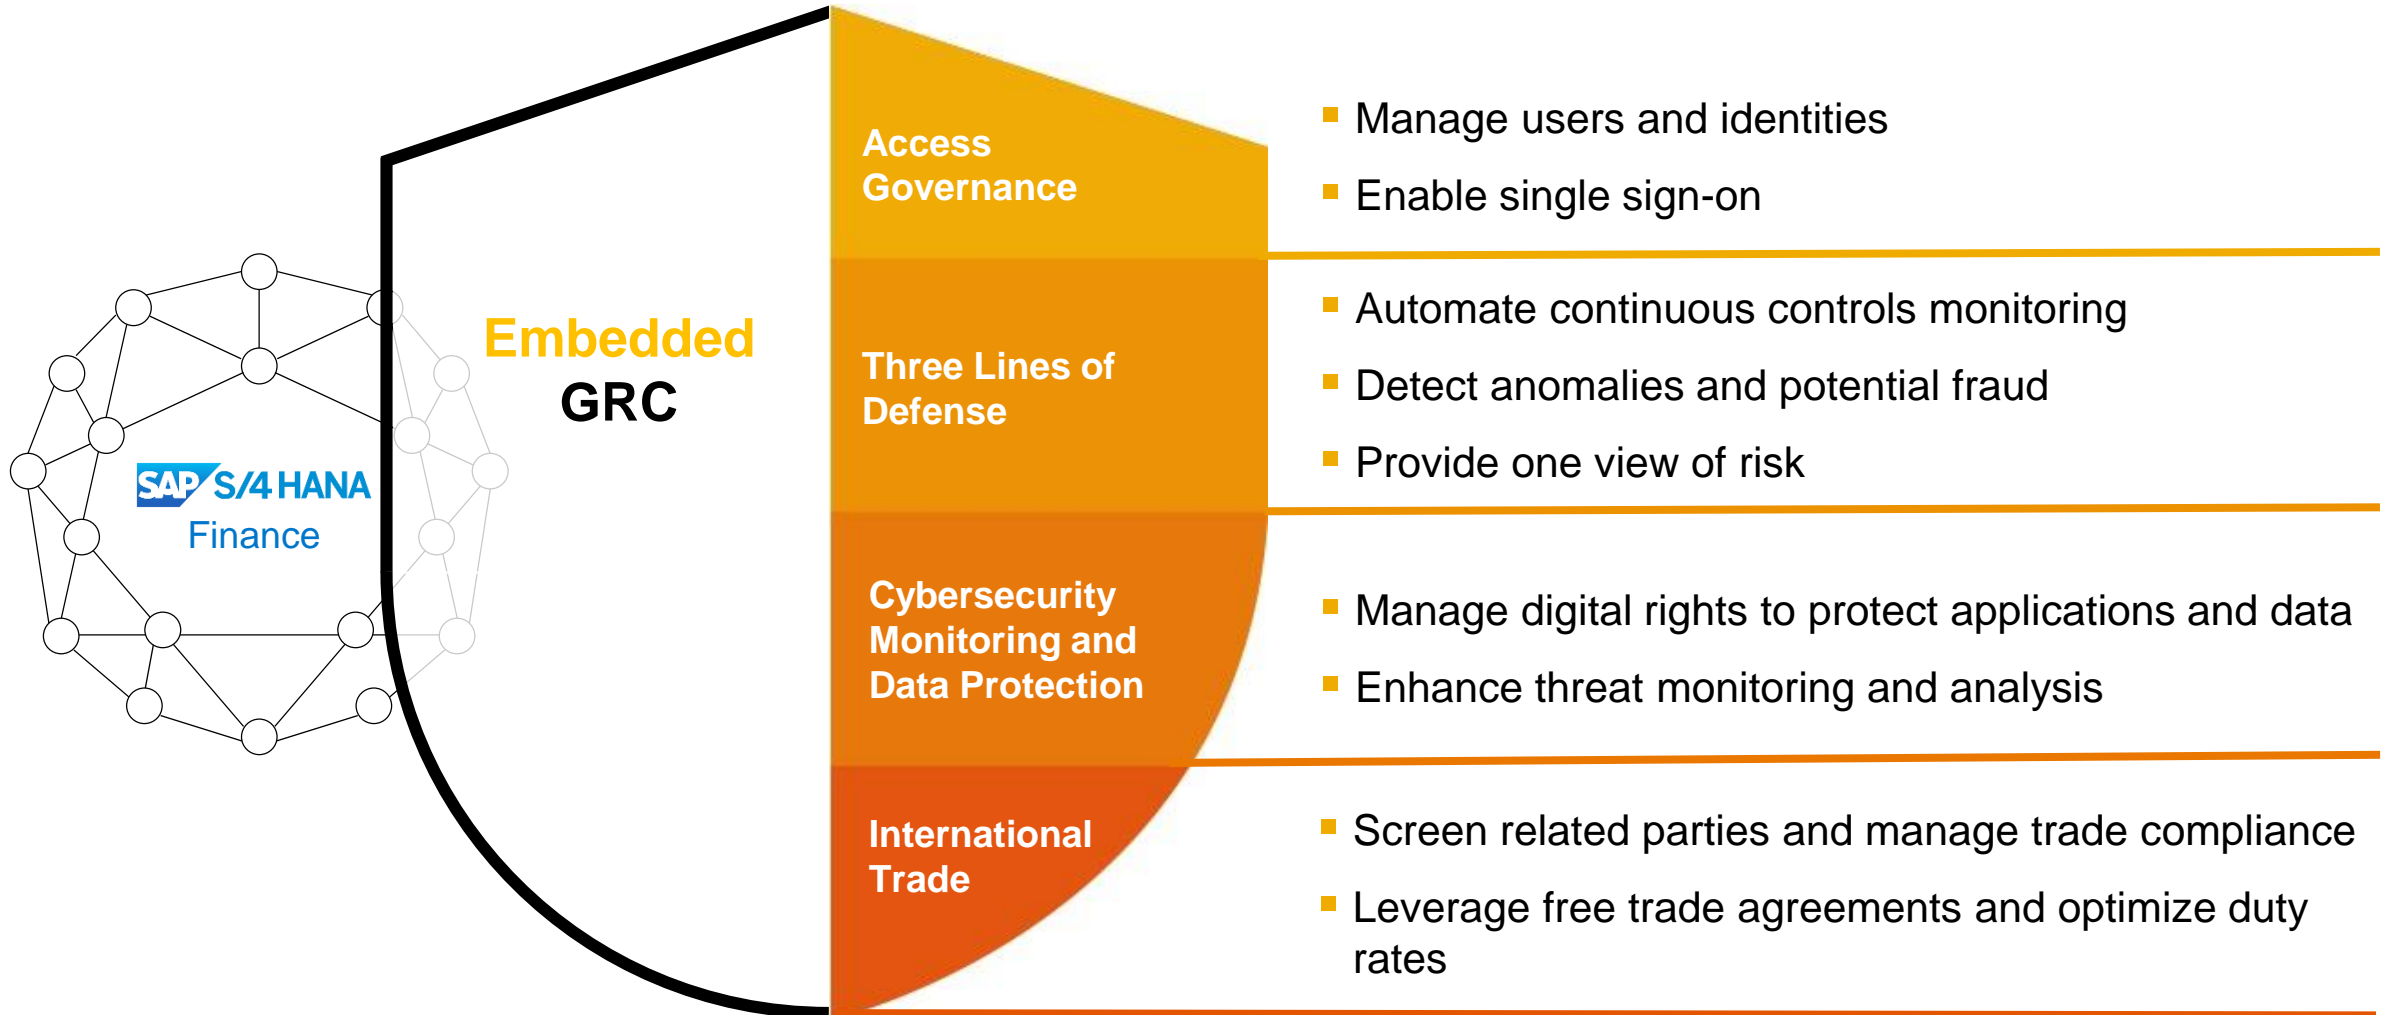 Access
Governance
Manage users and identities
Enable single sign-on
Embedded
GRC
Three Lines of
Defense
Automate continuous controls monitoring
Detect anomalies and potential fraud
Provide one view of risk
SAP S/4 HANA
Finance
Cybersecurity
Monitoring and
Data Protection
Manage digital rights to protect applications and data
Enhance threat monitoring and analysis
International
Trade
Screen related parties and manage trade compliance
Leverage free trade agreements and optimize duty
rates